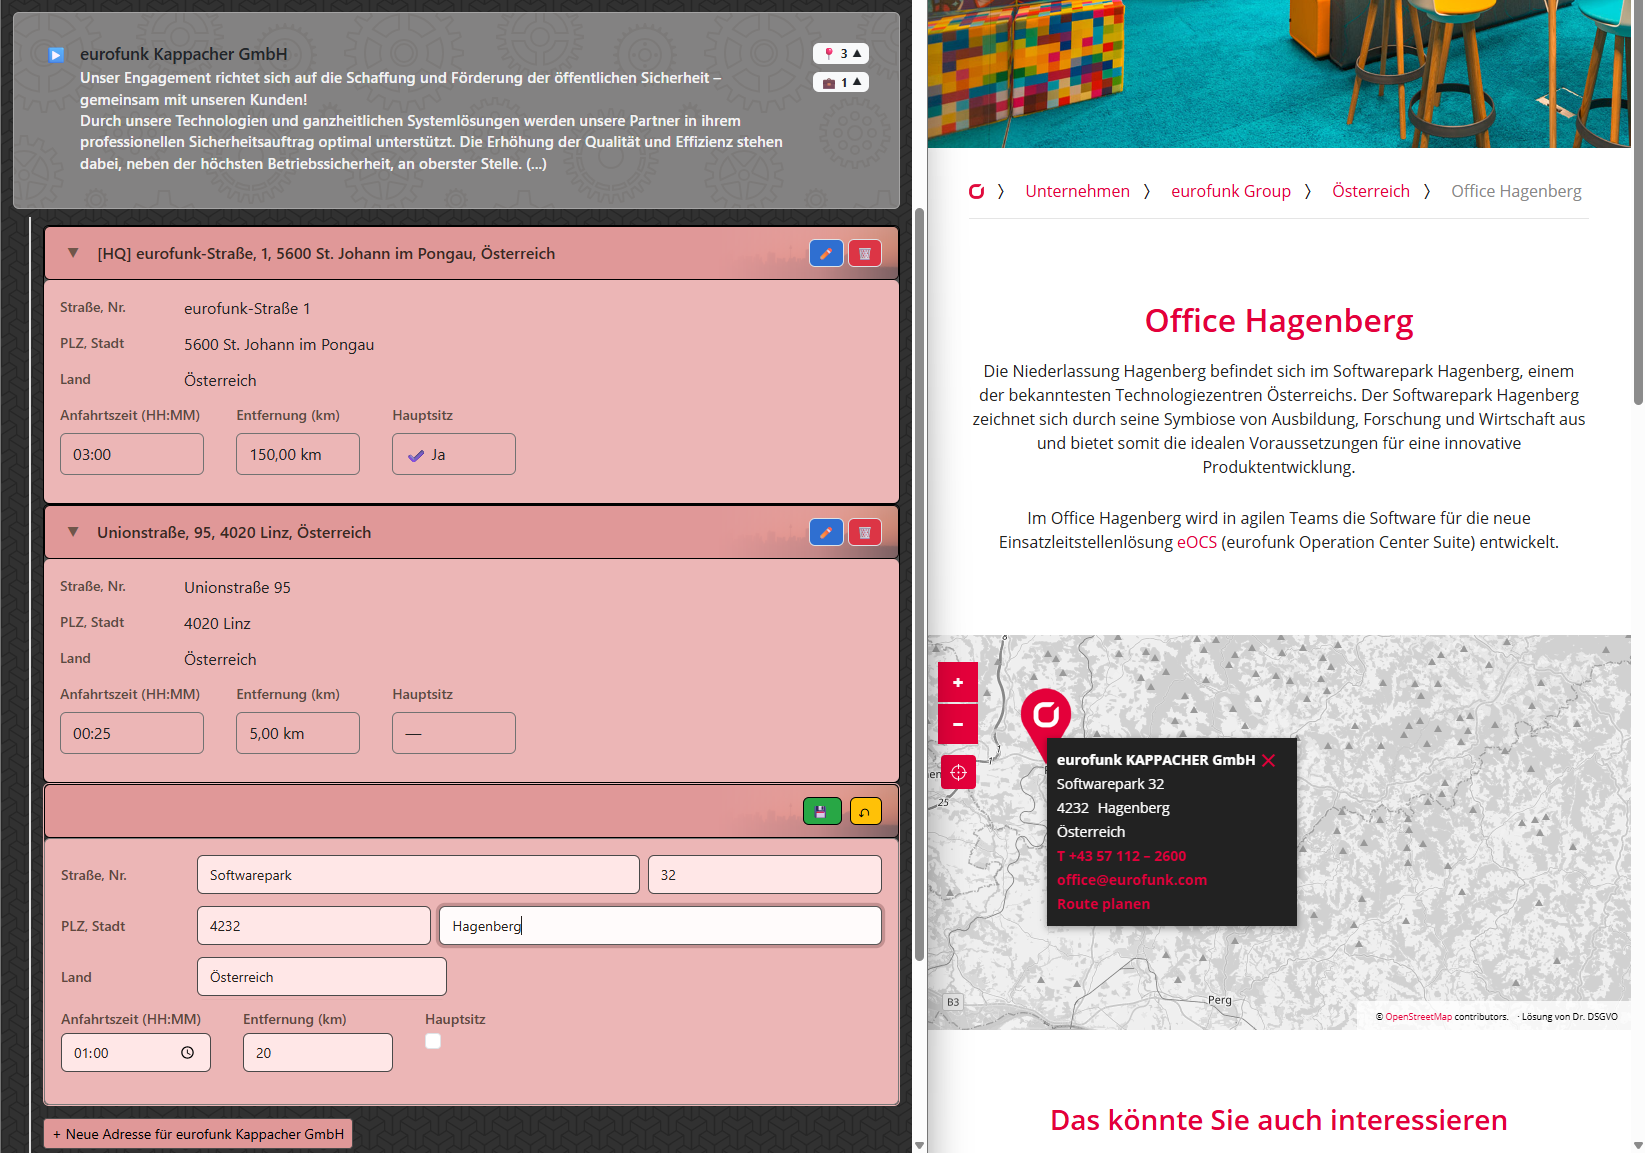 eurofunk Kappacher GmbH
Unser Engagement richtet sich auf die Schaffung und Förderung der öffentlichen Sicherheit –
gemeinsam mit unseren Kunden!
Durch unsere Technologien und ganzheitlichen Systemlösungen werden unsere Partner in ihrem
professionellen Sicherheitsauftrag optimal unterstützt. Die Erhöhung der Qualität und Effizienz stehen
dabei, neben der höchsten Betriebssicherheit, an oberster Stelle. (...)
3 ▲
1 ▲
▼ [HQ] eurofunk-Straße, 1, 5600 St. Johann im Pongau, Österreich
Straße, Nr. eurofunk-Straße 1
PLZ, Stadt 5600 St. Johann im Pongau
Land Österreich
Anfahrtszeit (HH:MM) Entfernung (km) Hauptsitz
03:00 150,00 km Ja
▼ Unionstraße, 95, 4020 Linz, Österreich
Straße, Nr. Unionstraße 95
PLZ, Stadt 4020 Linz
Land Österreich
Anfahrtszeit (HH:MM) Entfernung (km) Hauptsitz
00:25 5,00 km —
Straße, Nr. Softwarepark 32
PLZ, Stadt 4232 Hagenberg
Land Österreich
Anfahrtszeit (HH:MM) Entfernung (km) Hauptsitz
01:00 20
+ Neue Adresse für eurofunk Kappacher GmbH
〉 Unternehmen 〉 eurofunk Group 〉 Österreich 〉 Office Hagenberg
Office Hagenberg
Die Niederlassung Hagenberg befindet sich im Softwarepark Hagenberg, einem
der bekanntesten Technologiezentren Österreichs. Der Softwarepark Hagenberg
zeichnet sich durch seine Symbiose von Ausbildung, Forschung und Wirtschaft aus
und bietet somit die idealen Voraussetzungen für eine innovative
Produktentwicklung.
Im Office Hagenberg wird in agilen Teams die Software für die neue
Einsatzleitstellenlösung eOCS (eurofunk Operation Center Suite) entwickelt.
+
−
eurofunk KAPPACHER GmbH
Softwarepark 32
4232 Hagenberg
Österreich
T +43 57 112 – 2600
office@eurofunk.com
Route planen
8
1
1
25
B3
Perg
© OpenStreetMap contributors. · Lösung von Dr. DSGVO
Das könnte Sie auch interessieren